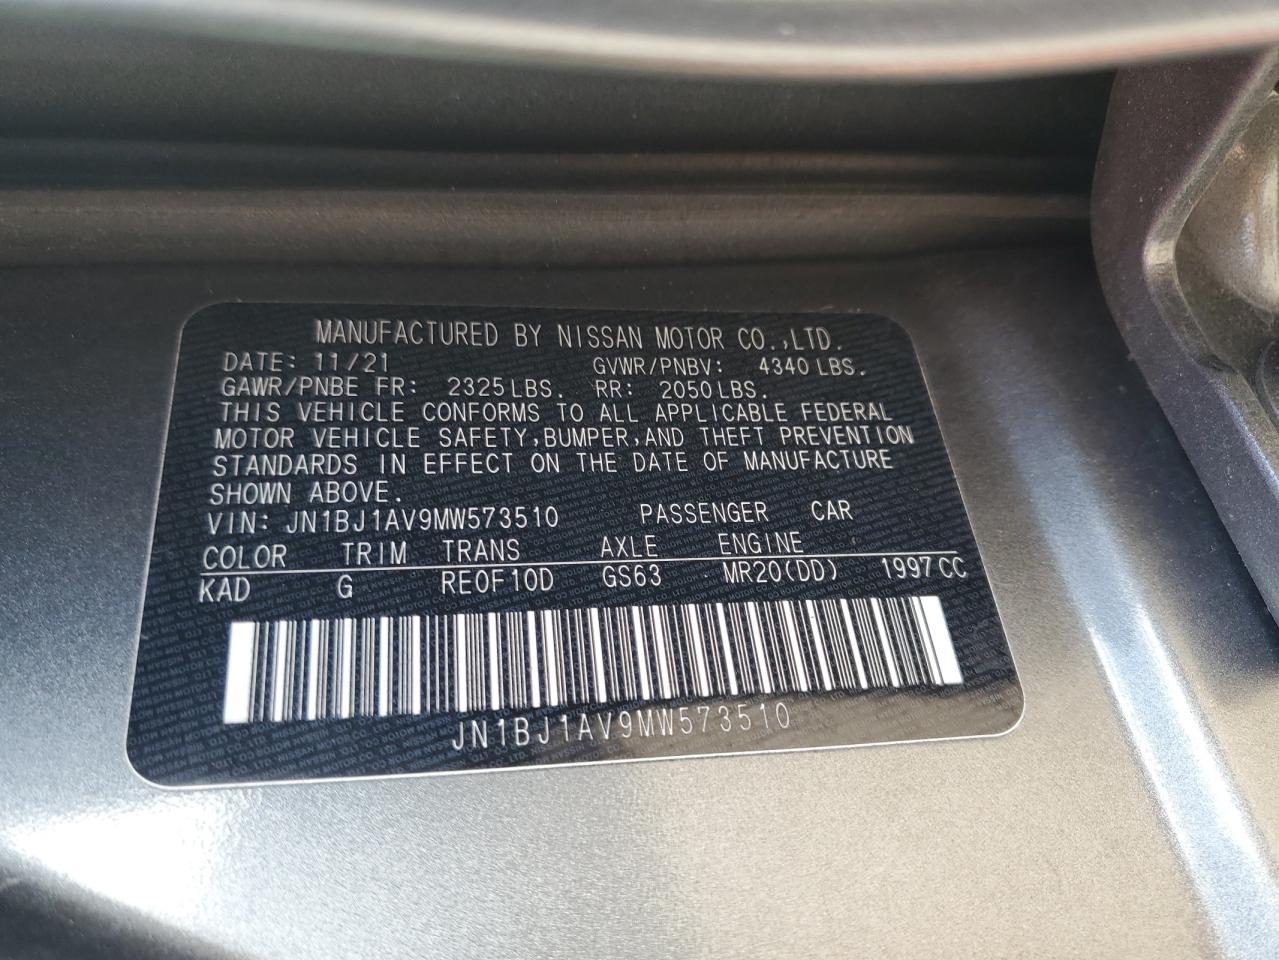 MANUFACTURED BY NISSAN MOTOR CO.,LTD.
DATE: 11/21 GVWR/PNBV: 4340 LBS.
GAWR/PNBE FR: 2325 LBS. RR: 2050 LBS.
THIS VEHICLE CONFORMS TO ALL APPLICABLE FEDERAL
MOTOR VEHICLE SAFETY,BUMPER,AND THEFT PREVENTION
STANDARDS IN EFFECT ON THE DATE OF MANUFACTURE
SHOWN ABOVE.
VIN: JN1BJ1AV9MW573510 PASSENGER CAR
COLOR TRIM TRANS AXLE ENGINE
KAD G RE0F10D GS63 MR20(DD) 1997 CC
JN1BJ1AV9MW573510